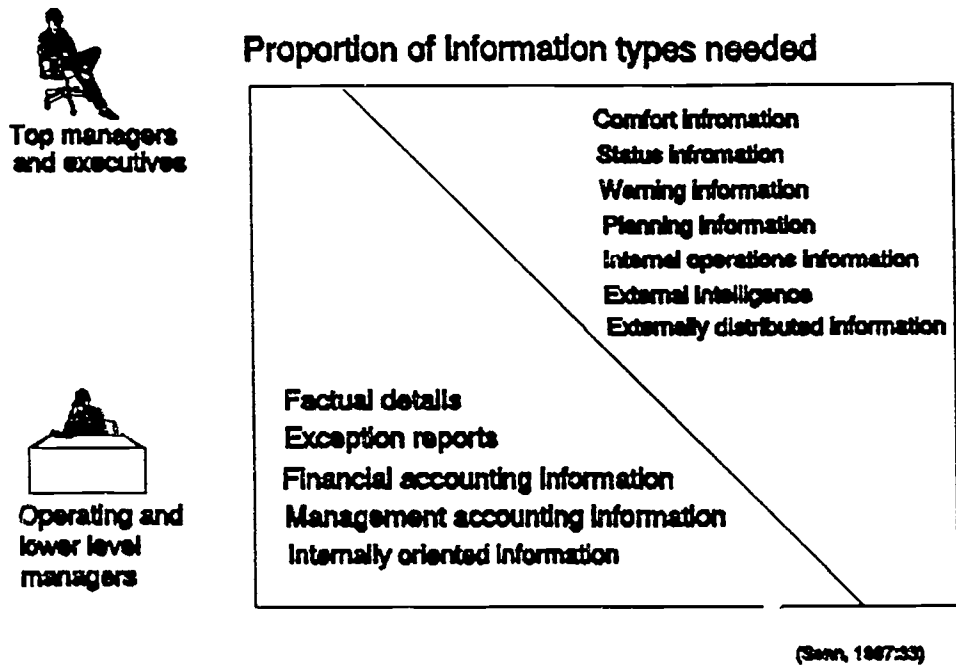 Proportion of information types needed
Top managers
and executives
Comfort infromation
Status infromation
Warning information
Planning information
Internal operations information
External intelligence
Externally distributed information
Factual details
Exception reports
Financial accounting information
Management accounting information
Internally oriented information
Operating and
lower level
managers
(Senn, 1987:33)